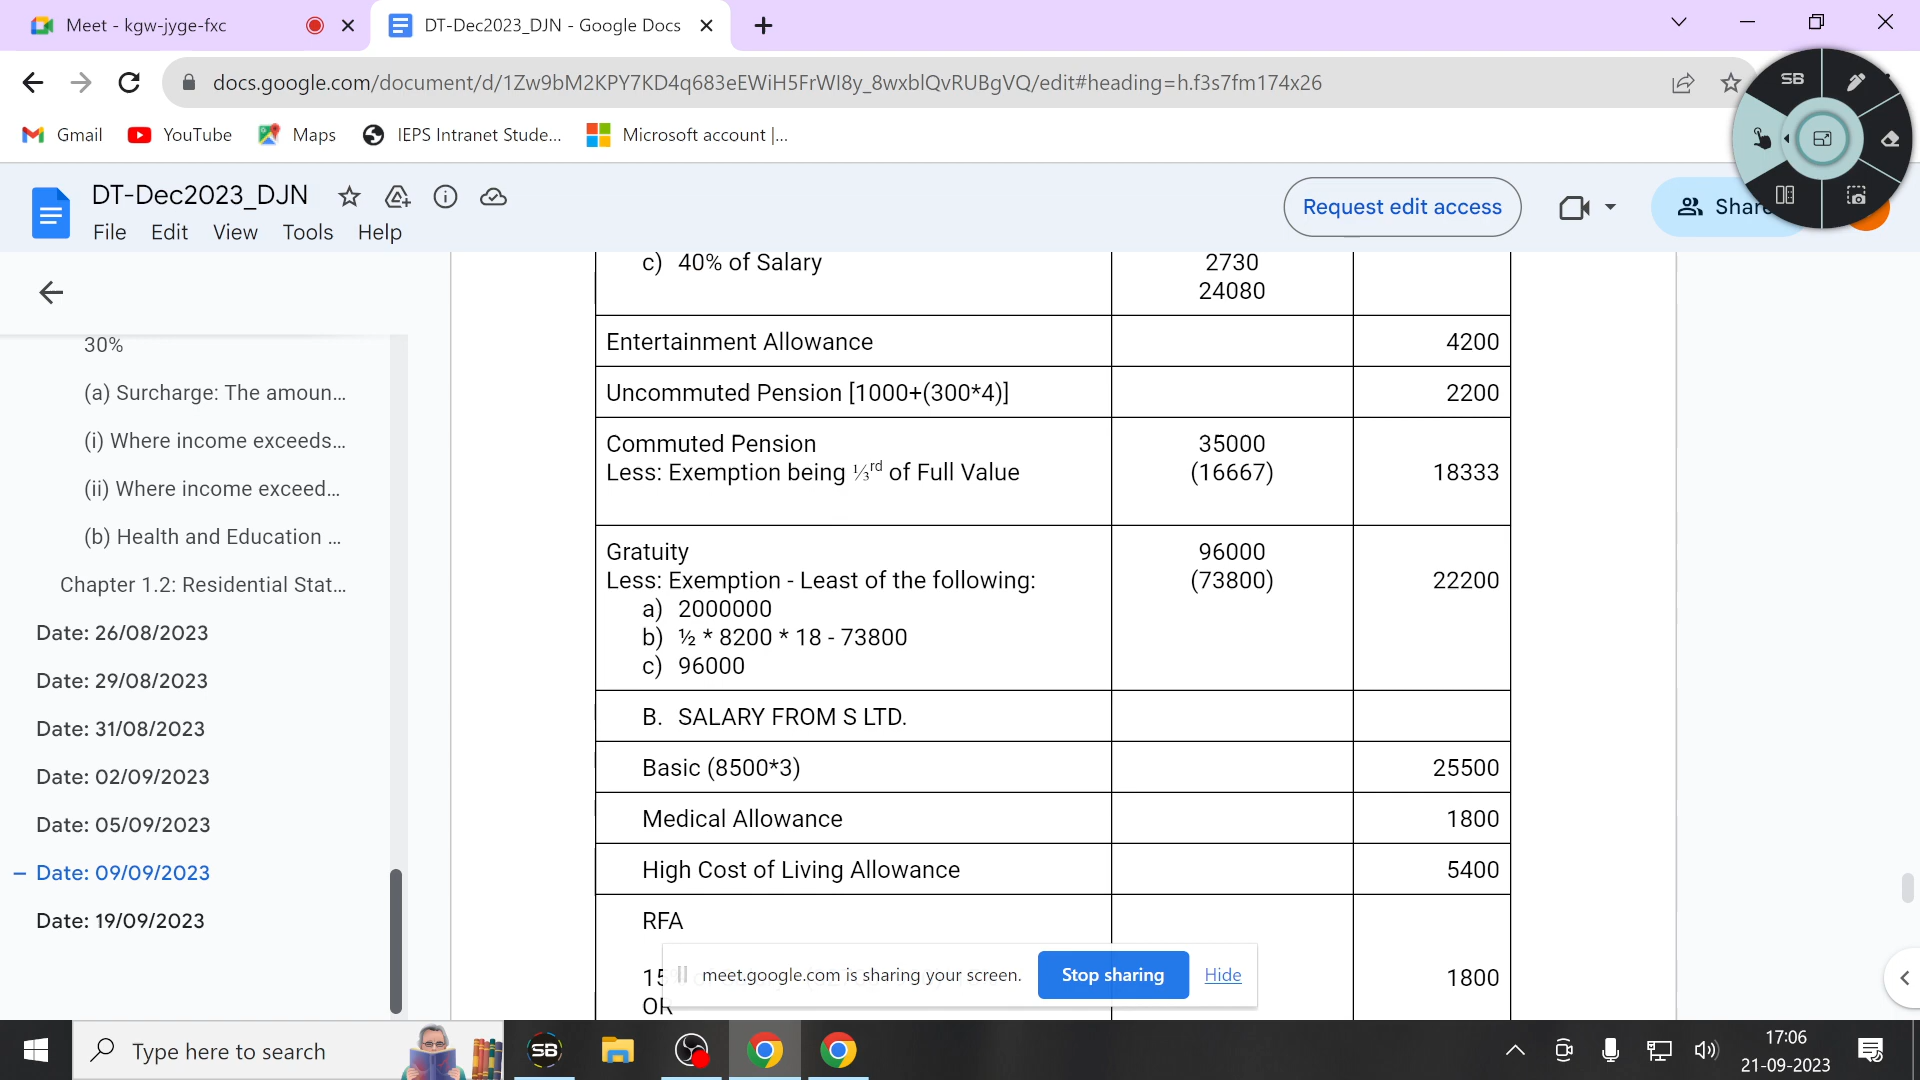 Meet - kgw-jyge-fxc
DT-Dec2023_DJN - Google Docs
docs.google.com/document/d/1Zw9bM2KPY7KD4q683eEWiH5FrWI8y_8wxblQvRUBgVQ/edit#heading=h.f3s7fm174x26
SB
Gmail
YouTube
Maps
IEPS Intranet Stude...
Microsoft account |...
DT-Dec2023_DJN
Request edit access
Share
File Edit View Tools Help
30%
(a) Surcharge: The amoun...
(i) Where income exceeds...
(ii) Where income exceed...
(b) Health and Education ...
Chapter 1.2: Residential Stat...
Date: 26/08/2023
Date: 29/08/2023
Date: 31/08/2023
Date: 02/09/2023
Date: 05/09/2023
Date: 09/09/2023
Date: 19/09/2023
c) 40% of Salary 2730
24080
Entertainment Allowance 4200
Uncommuted Pension [1000+(300*4)] 2200
Commuted Pension 35000
Less: Exemption being ⅓rd of Full Value (16667) 18333
Gratuity 96000
Less: Exemption - Least of the following: (73800) 22200
a) 2000000
b) ½ * 8200 * 18 - 73800
c) 96000
B. SALARY FROM S LTD.
Basic (8500*3) 25500
Medical Allowance 1800
High Cost of Living Allowance 5400
RFA
15 1800
OR
meet.google.com is sharing your screen.
Stop sharing
Hide
Type here to search
SB
17:06
21-09-2023